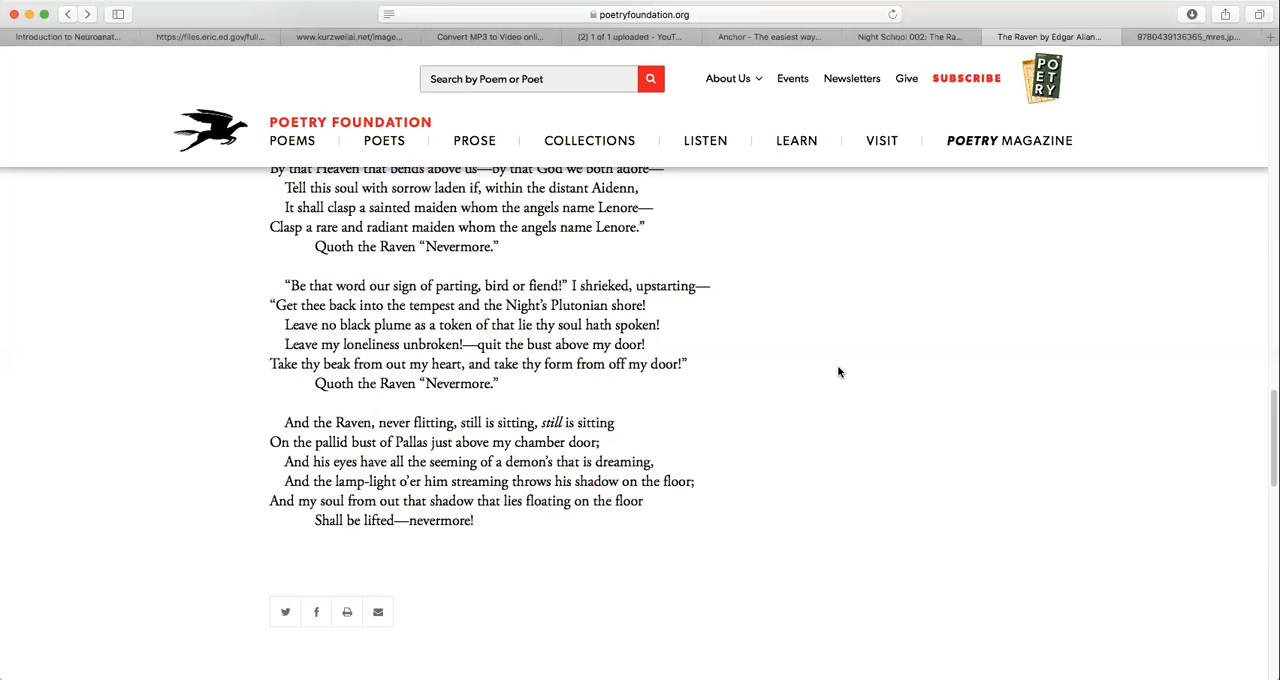 poetryfoundation.org
Introduction to Neuroanat... https://files.eric.ed.gov/full... www.kurzweilai.net/image... Convert MP3 to Video onli... (2) 1 of 1 uploaded - YouT... Anchor - The easiest way... Night School 002: The Ra... The Raven by Edgar Allan... 9780439136365_mres.jp...
Search by Poem or Poet
About Us Events Newsletters Give SUBSCRIBE
PO
ET
RY
POETRY FOUNDATION
POEMS POETS PROSE COLLECTIONS LISTEN LEARN VISIT POETRY MAGAZINE
By that Heaven that bends above us—by that God we both adore—
Tell this soul with sorrow laden if, within the distant Aidenn,
It shall clasp a sainted maiden whom the angels name Lenore—
Clasp a rare and radiant maiden whom the angels name Lenore.”
Quoth the Raven “Nevermore.”
“Be that word our sign of parting, bird or fiend!” I shrieked, upstarting—
“Get thee back into the tempest and the Night’s Plutonian shore!
Leave no black plume as a token of that lie thy soul hath spoken!
Leave my loneliness unbroken!—quit the bust above my door!
Take thy beak from out my heart, and take thy form from off my door!”
Quoth the Raven “Nevermore.”
And the Raven, never flitting, still is sitting, still is sitting
On the pallid bust of Pallas just above my chamber door;
And his eyes have all the seeming of a demon’s that is dreaming,
And the lamp-light o’er him streaming throws his shadow on the floor;
And my soul from out that shadow that lies floating on the floor
Shall be lifted—nevermore!